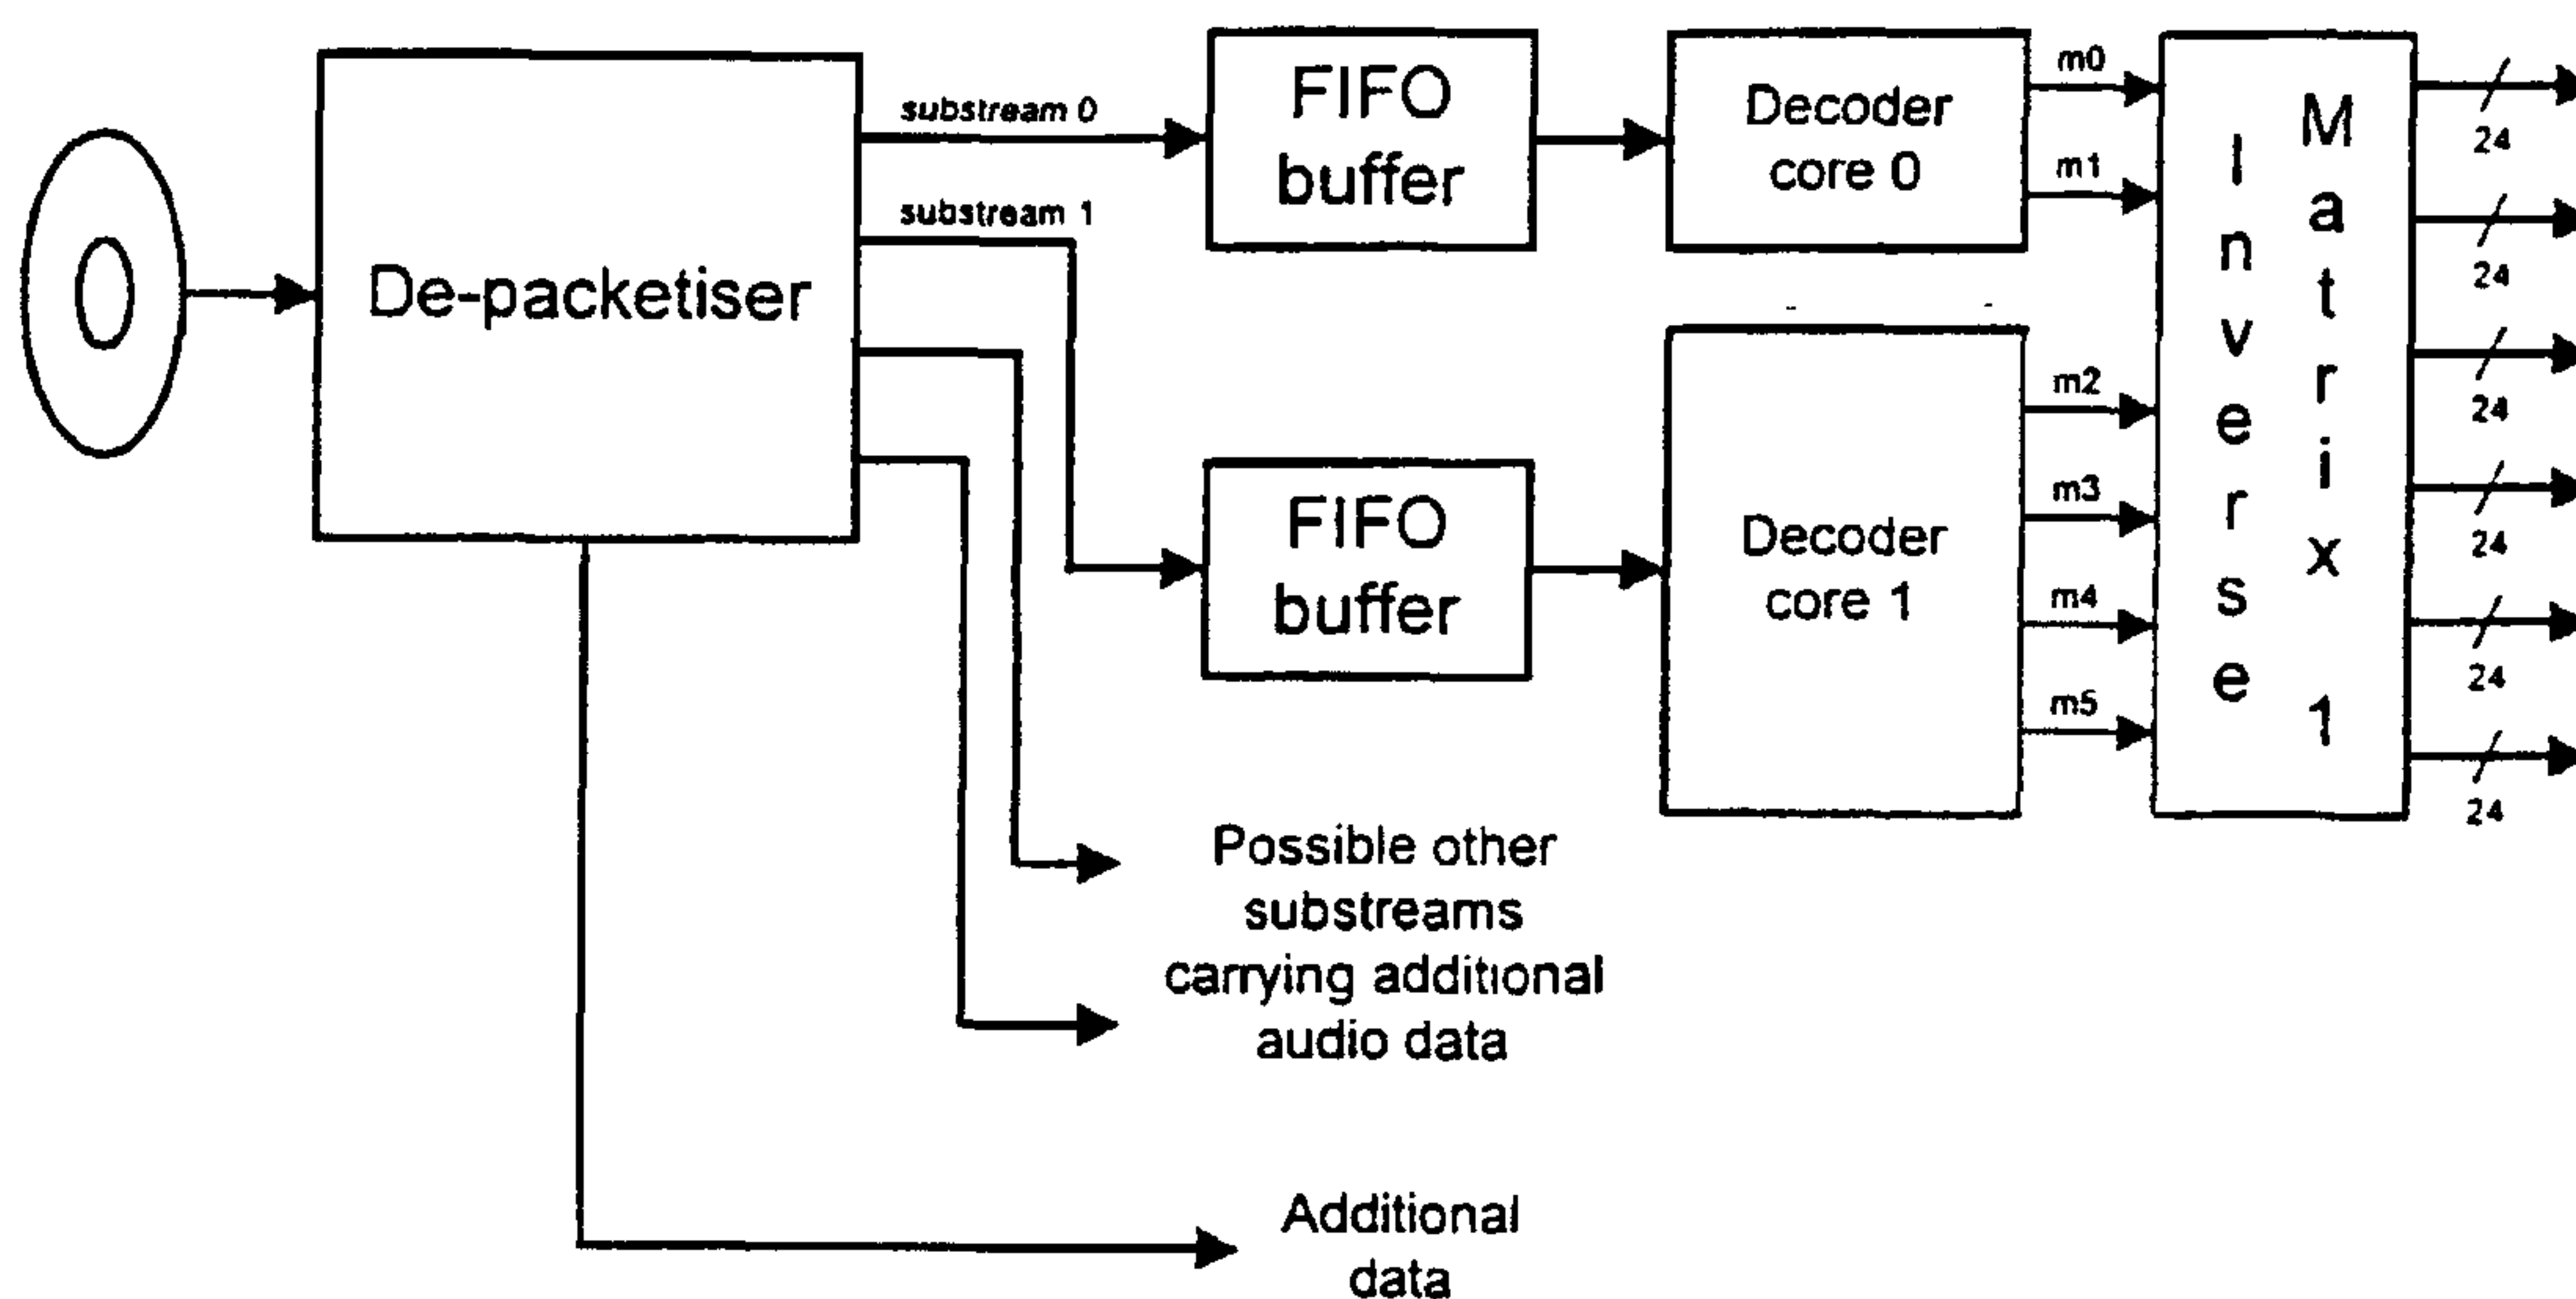 De-packetiser
substream 0
substream 1
FIFO
buffer
FIFO
buffer
Decoder
core 0
Decoder
core 1
m0
m1
m2
m3
m4
m5
Inverse
Matrix 1
24
24
24
24
24
24
Possible other
substreams
carrying additional
audio data
Additional
data